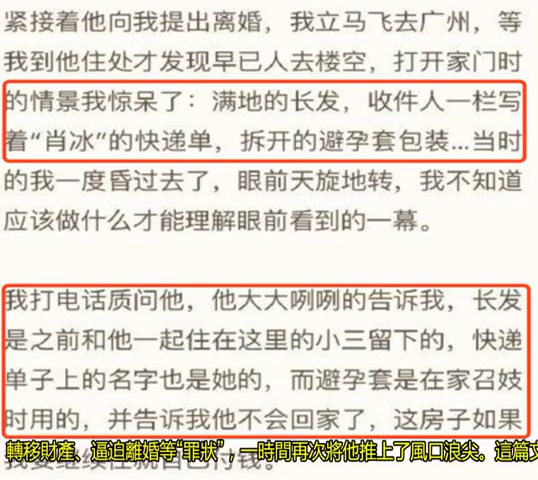 紧接着他向我提出离婚，我立马飞去广州，等
我到他住处才发现早已人去楼空，打开家门时
的情景我惊呆了：满地的长发，收件人一栏写
着“肖冰”的快递单，拆开的避孕套包装...当时
的我一度昏过去了，眼前天旋地转，我不知道
应该做什么才能理解眼前看到的一幕。
我打电话质问他，他大大咧咧的告诉我，长发
是之前和他一起住在这里的小三留下的，快递
单子上的名字也是她的，而避孕套是在家召妓
时用的，并告诉我他不会回家了，这房子如果
轉移財產、逼迫離婚等“罪狀”，一時間再次將他推上了風口浪尖。這篇文